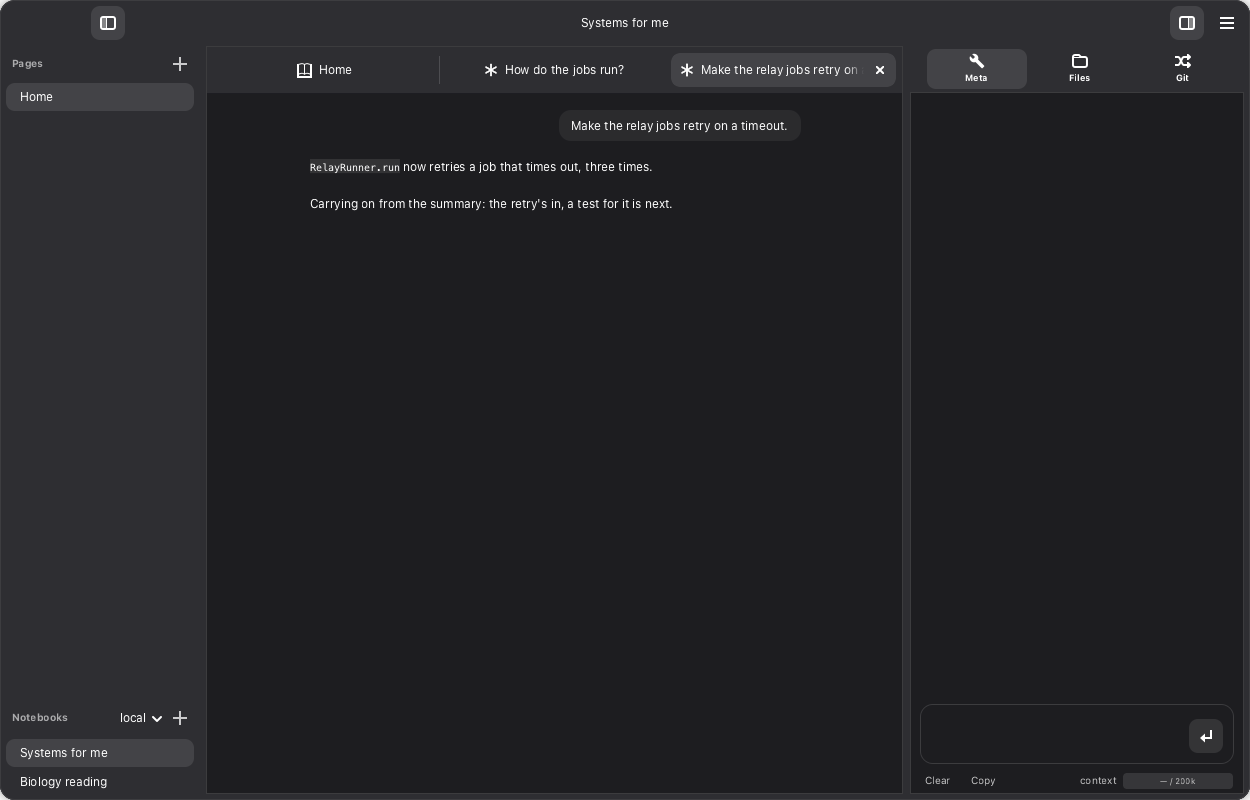 Systems for me
Pages
Home
Home
How do the jobs run?
Make the relay jobs retry on
Make the relay jobs retry on a timeout.
RelayRunner.run now retries a job that times out, three times.
Carrying on from the summary: the retry's in, a test for it is next.
Meta
Files
Git
Notebooks
local
Systems for me
Biology reading
Clear
Copy
context
— / 200k